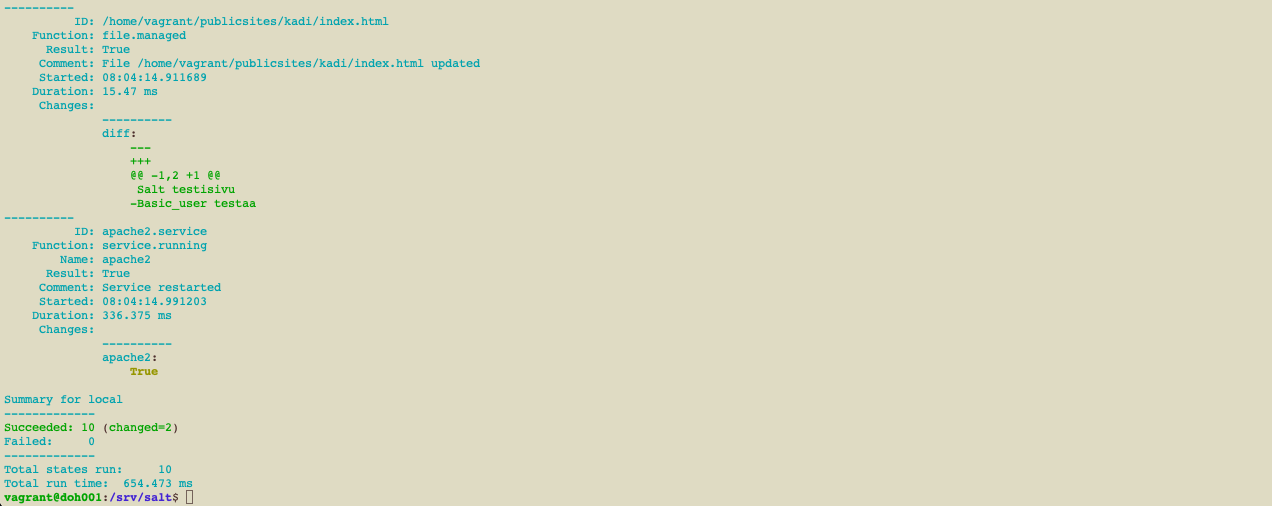 ----------
          ID: /home/vagrant/publicsites/kadi/index.html
    Function: file.managed
      Result: True
     Comment: File /home/vagrant/publicsites/kadi/index.html updated
     Started: 08:04:14.911689
    Duration: 15.47 ms
     Changes:
              ----------
              diff:
                  ---
                  +++
                  @@ -1,2 +1 @@
                   Salt testisivu
                  -Basic_user testaa
----------
          ID: apache2.service
    Function: service.running
        Name: apache2
      Result: True
     Comment: Service restarted
     Started: 08:04:14.991203
    Duration: 336.375 ms
     Changes:
              ----------
              apache2:
                  True

Summary for local
-------------
Succeeded: 10 (changed=2)
Failed:     0
-------------
Total states run:     10
Total run time:  654.473 ms
vagrant@doh001:/srv/salt$